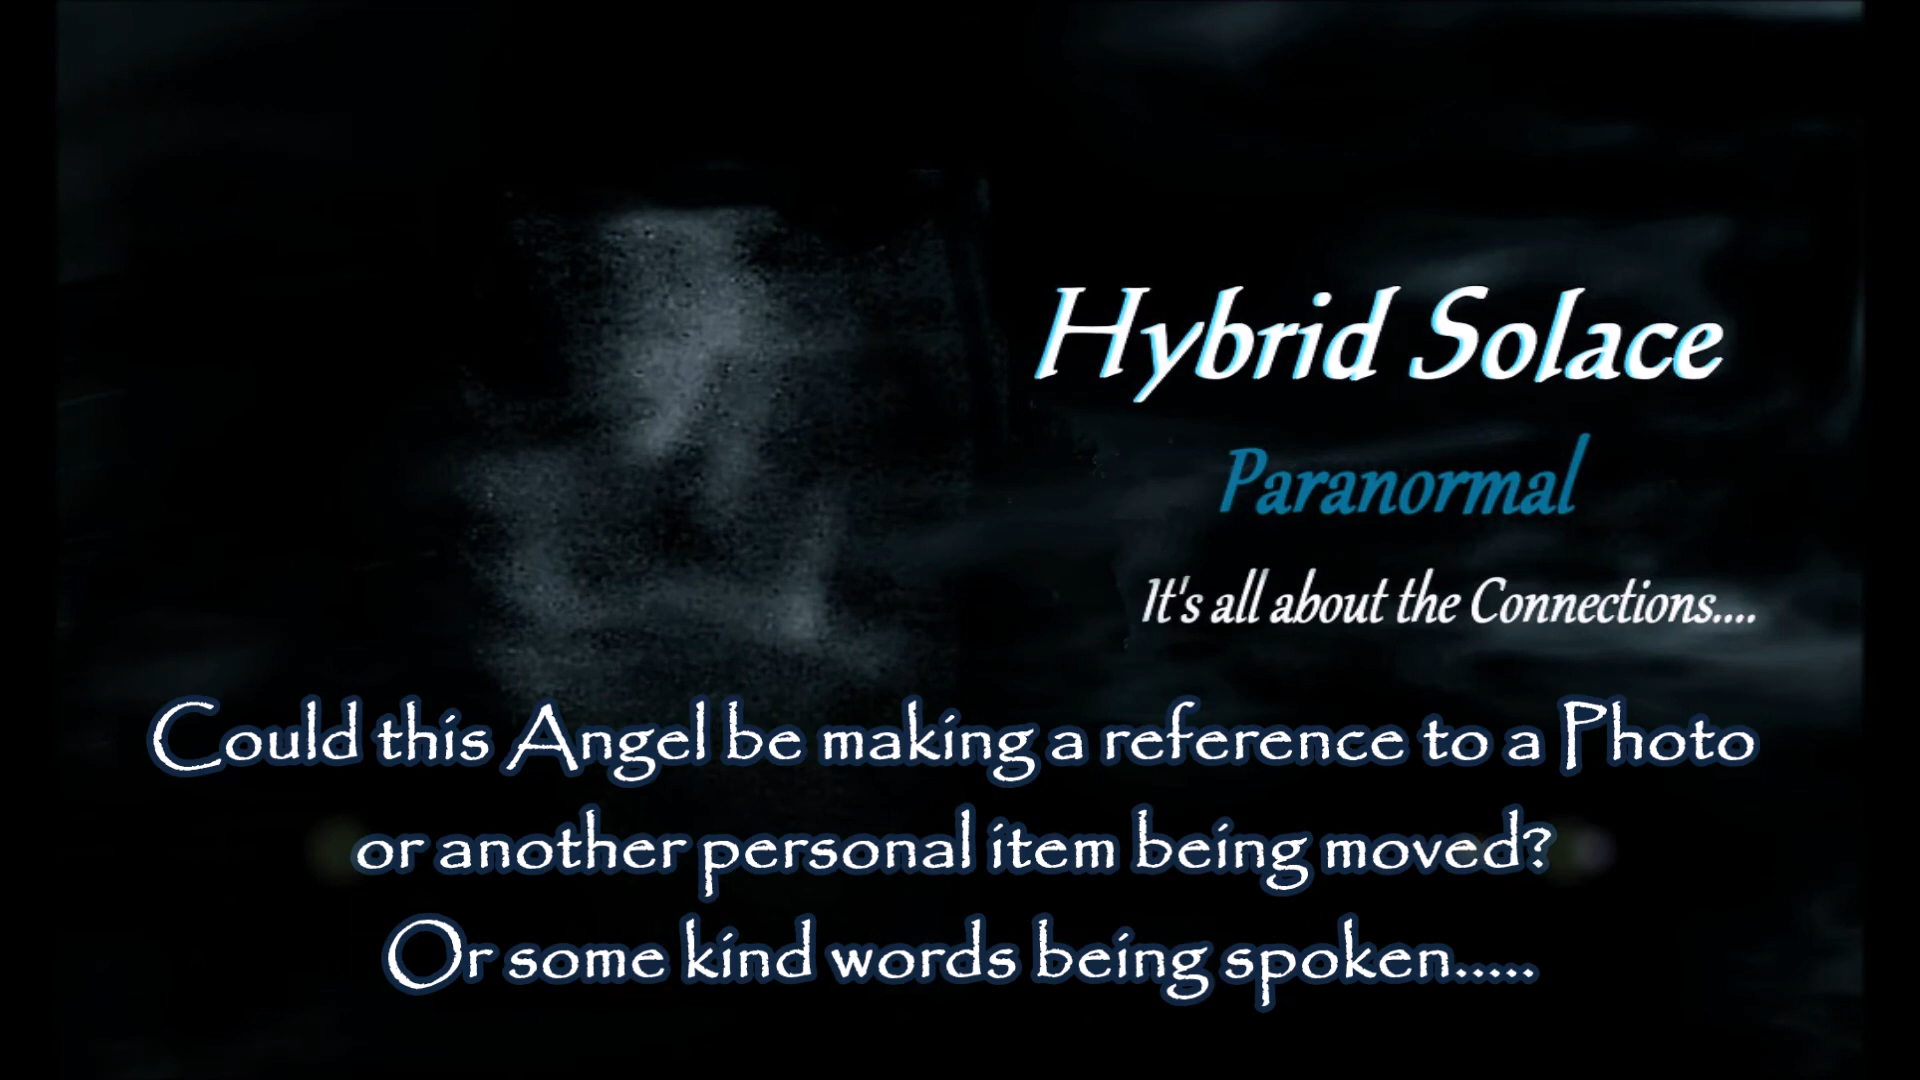 Hybrid Solace
Paranormal
It's all about the Connections....
Could this Angel be making a reference to a Photo
or another personal item being moved?
Or some kind words being spoken.....